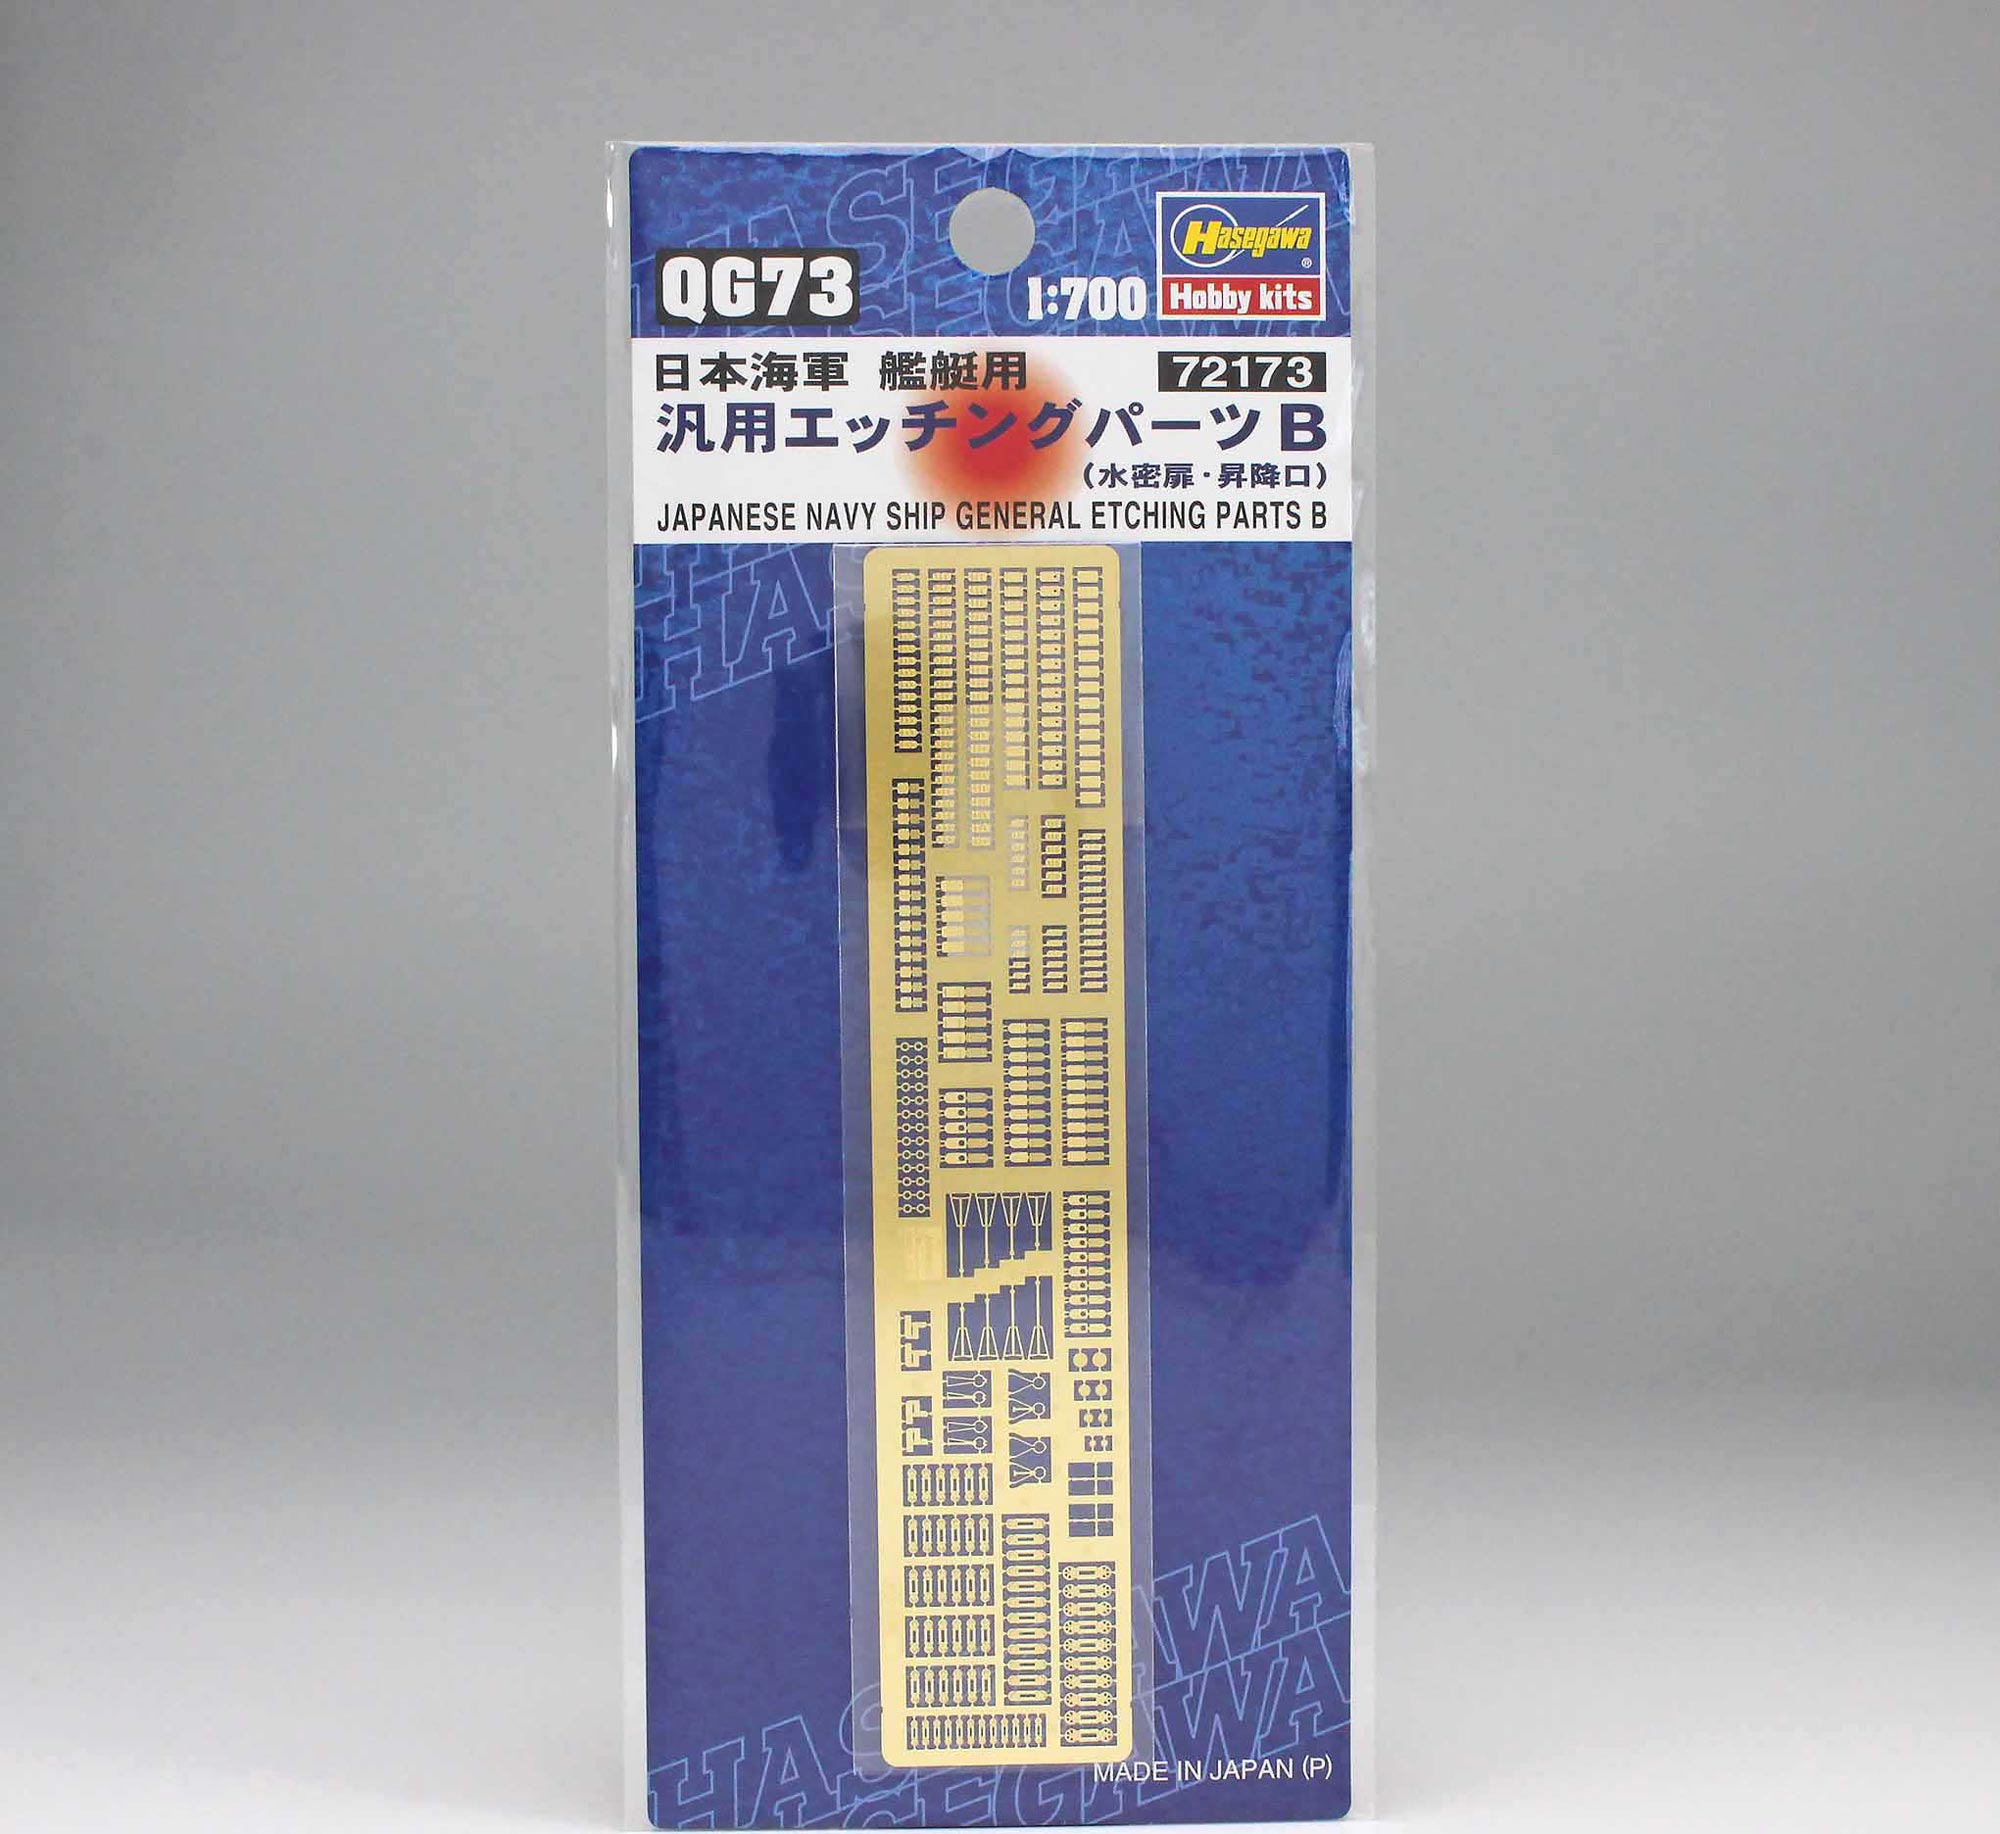 QG73
1:700
Hasegawa®
Hobby kits
日本海軍 艦艇用
72173
汎用エッチングパーツB
(水密扉・昇降口)
JAPANESE NAVY SHIP GENERAL ETCHING PARTS B
HASEGAWA
HASEGAWA
MADE IN JAPAN (P)